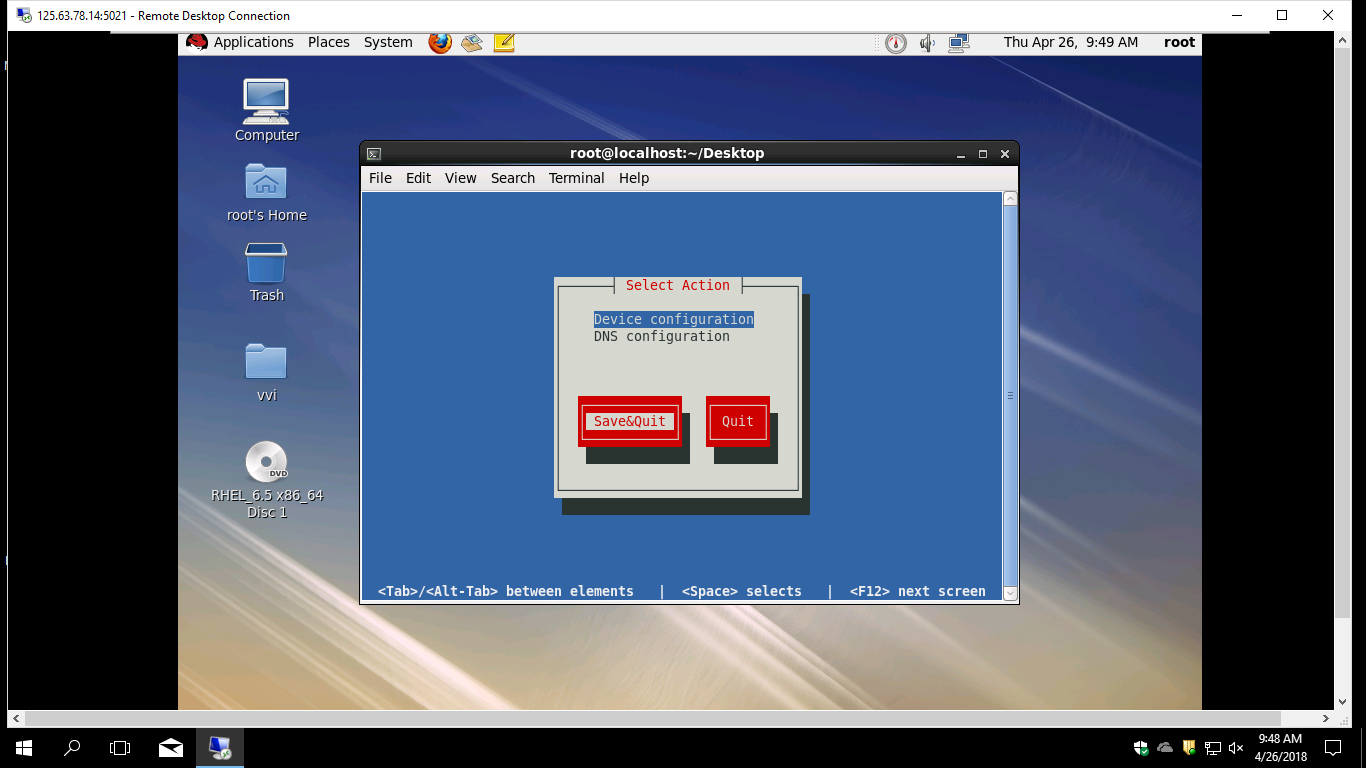 125.63.78.14:5021 - Remote Desktop Connection
Applications Places System Thu Apr 26, 9:49 AM root
Computer
root's Home
Trash
vvi
DVD
RHEL_6.5 x86_64
Disc 1
root@localhost:~/Desktop
File Edit View Search Terminal Help
Select Action
Device configuration
DNS configuration
Save&Quit Quit
<Tab>/<Alt-Tab> between elements | <Space> selects | <F12> next screen
9:48 AM
4/26/2018